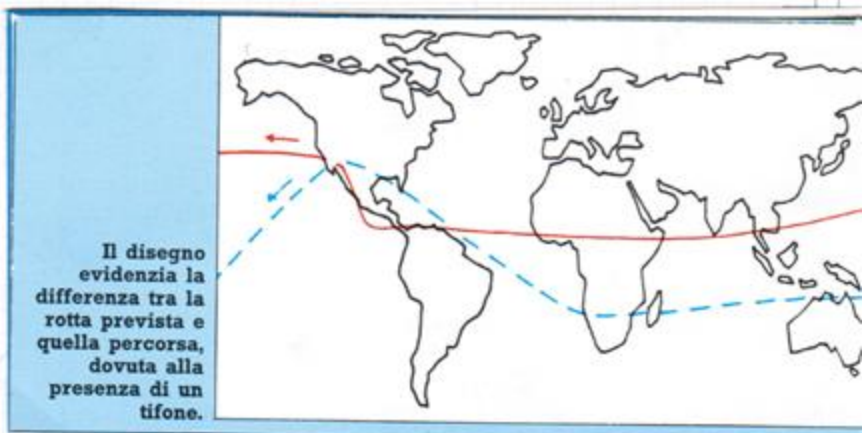 Il disegno
evidenzia la
differenza tra la
rotta prevista e
quella percorsa,
dovuta alla
presenza di un
tifone.